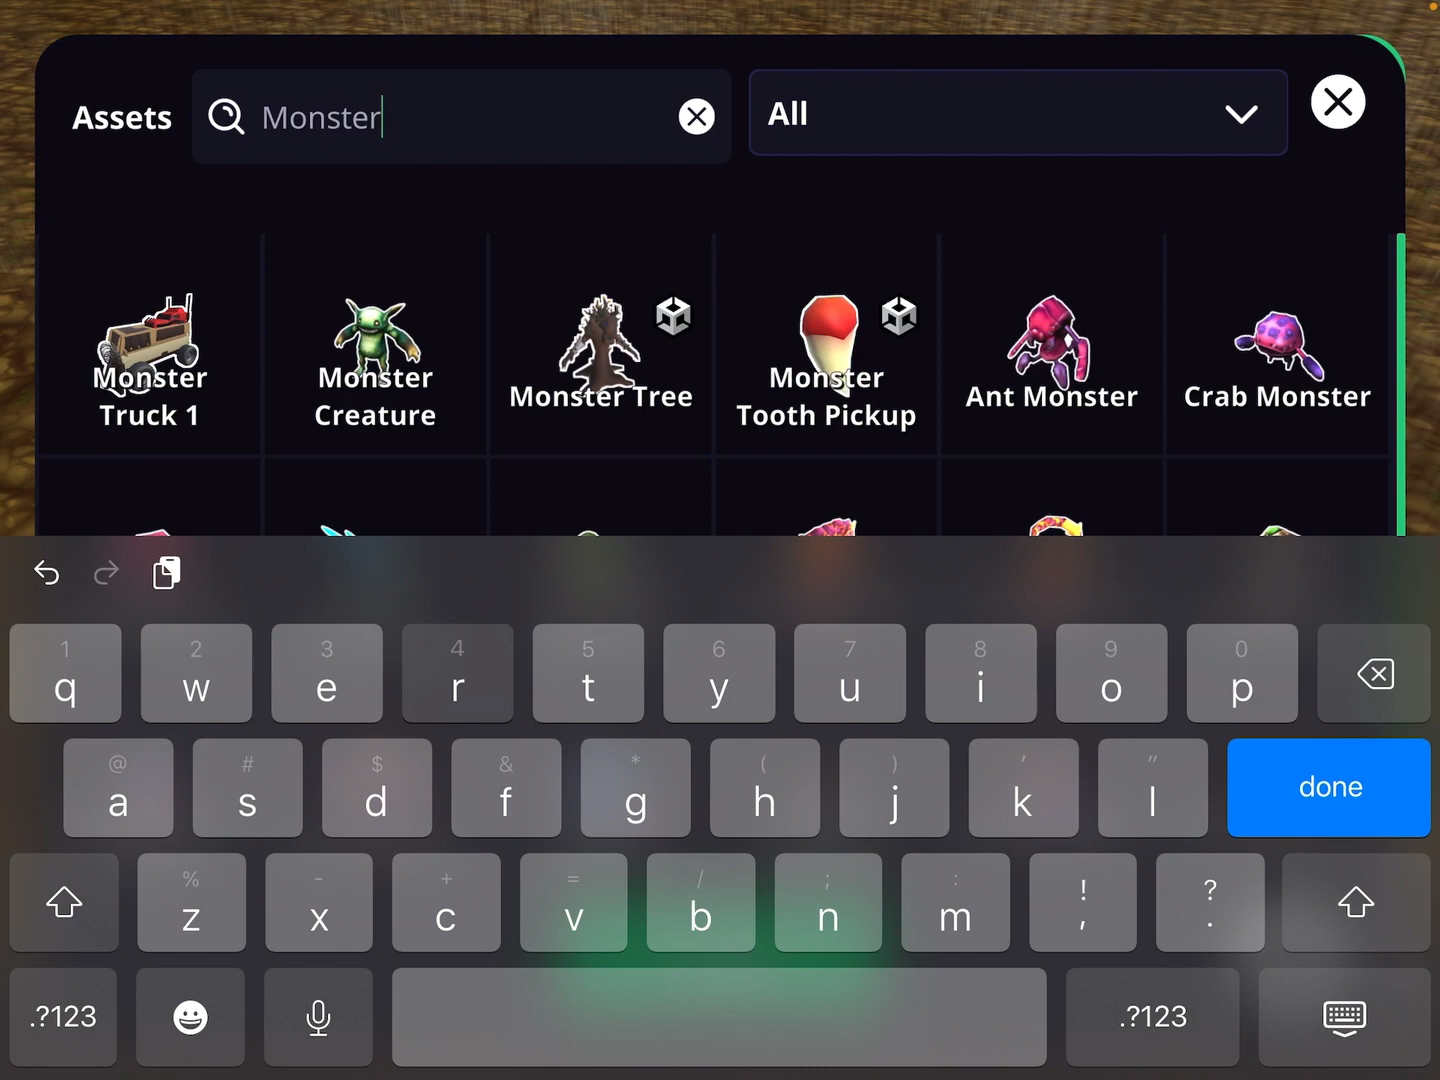 Assets
Monster
All
Monster
Truck 1
Monster
Creature
Monster Tree
Monster
Tooth Pickup
Ant Monster
Crab Monster
1 2 3 4 5 6 7 8 9 0
q w e r t y u i o p
@ # $ & * ( ) ' "
a s d f g h j k l done
% - + = / ; : ! ?
z x c v b n m , .
.?123 .?123